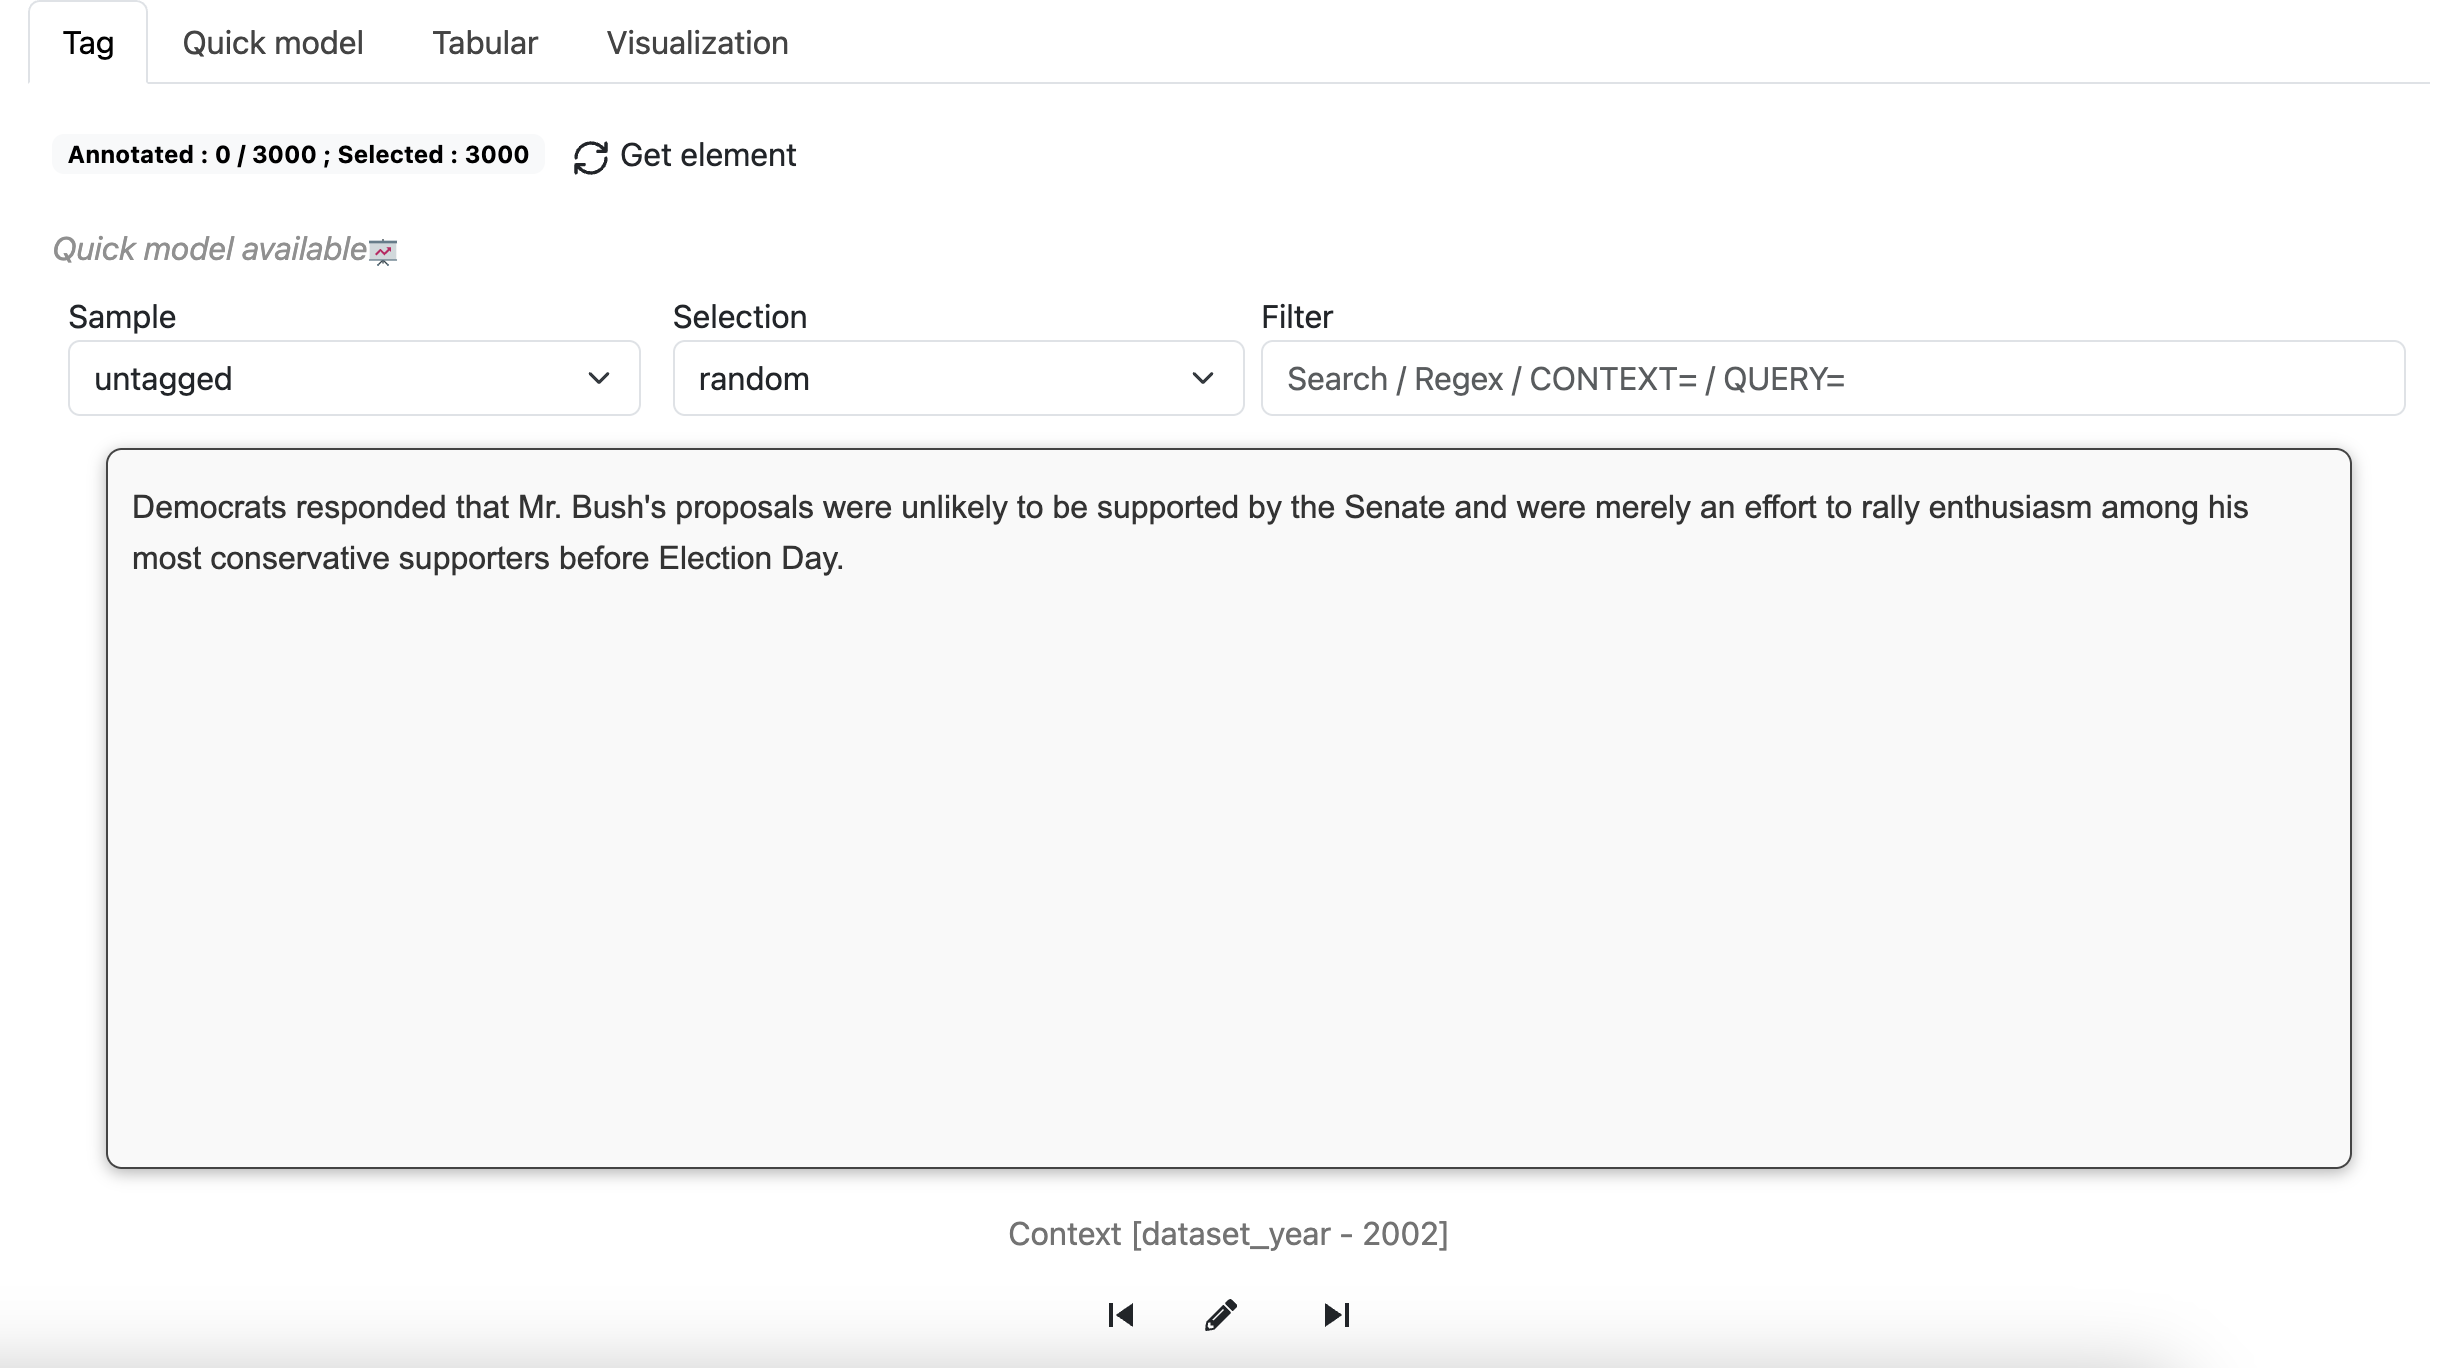 Tag Quick model Tabular Visualization
Annotated : 0 / 3000 ; Selected : 3000 Get element
Quick model available
Sample Selection Filter
untagged random Search / Regex / CONTEXT= / QUERY=
Democrats responded that Mr. Bush's proposals were unlikely to be supported by the Senate and were merely an effort to rally enthusiasm among his
most conservative supporters before Election Day.
Context [dataset_year - 2002]